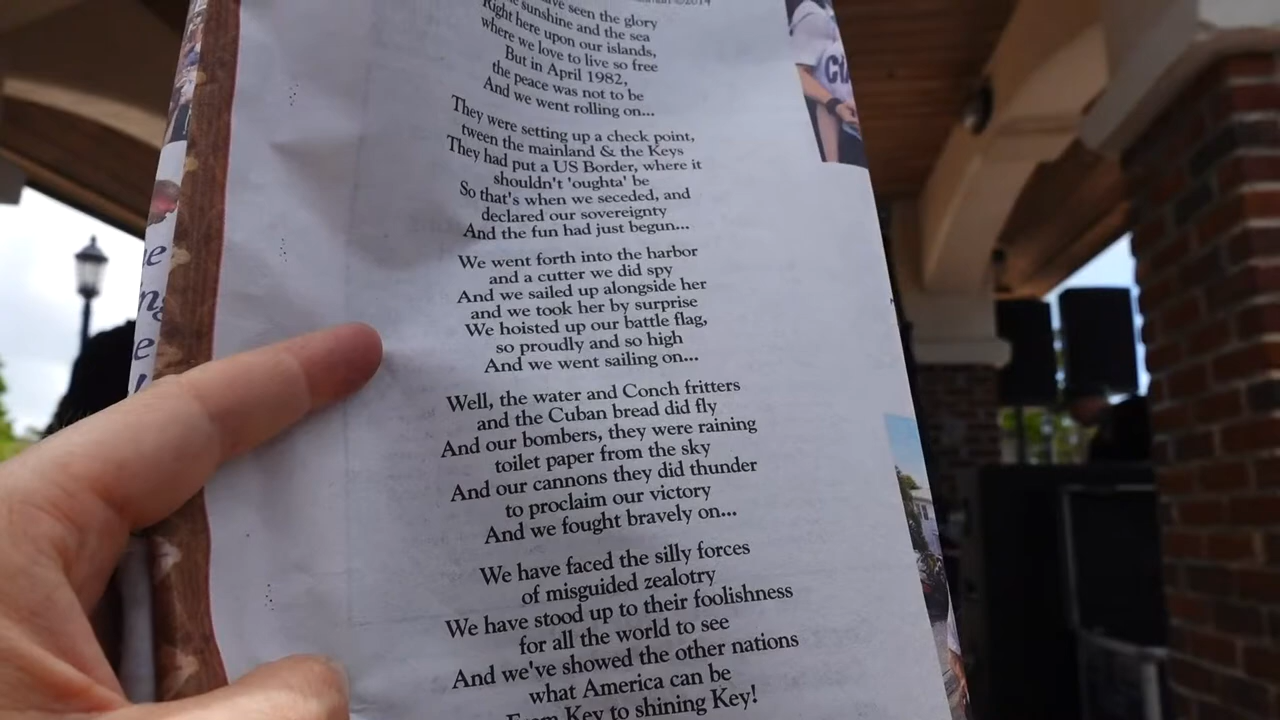 have seen the glory
sunshine and the sea
Right here upon our islands,
where we love to live so free
But in April 1982,
the peace was not to be
And we went rolling on...
They were setting up a check point,
tween the mainland & the Keys
They had put a US Border, where it
shouldn't 'oughta' be
So that's when we seceded, and
declared our sovereignty
And the fun had just begun...
We went forth into the harbor
and a cutter we did spy
And we sailed up alongside her
and we took her by surprise
We hoisted up our battle flag,
so proudly and so high
And we went sailing on...
Well, the water and Conch fritters
and the Cuban bread did fly
And our bombers, they were raining
toilet paper from the sky
And our cannons they did thunder
to proclaim our victory
And we fought bravely on...
We have faced the silly forces
of misguided zealotry
We have stood up to their foolishness
for all the world to see
And we've showed the other nations
what America can be
From Key to shining Key!